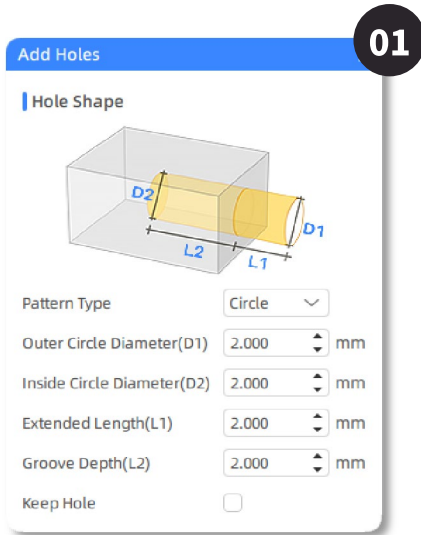 01
Add Holes
Hole Shape
D2
D1
L2
L1
Pattern Type Circle
Outer Circle Diameter(D1) 2.000 mm
Inside Circle Diameter(D2) 2.000 mm
Extended Length(L1) 2.000 mm
Groove Depth(L2) 2.000 mm
Keep Hole